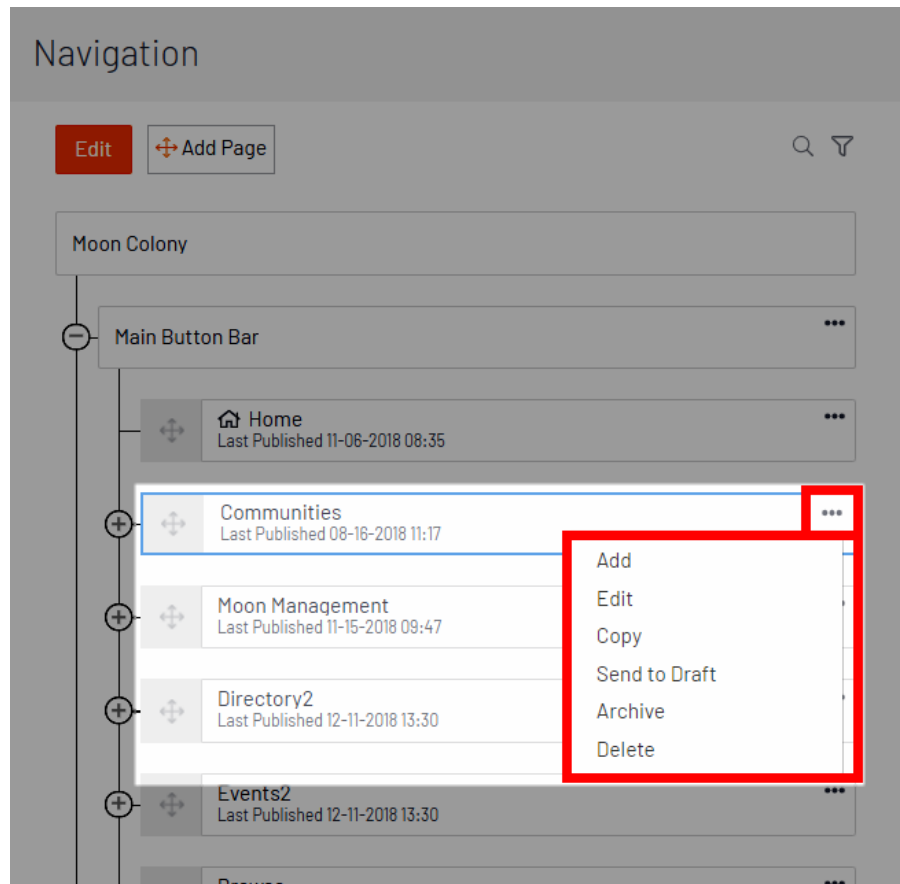 Navigation
Edit
Add Page
Moon Colony
Main Button Bar
Home
Last Published 11-06-2018 08:35
Communities
Last Published 08-16-2018 11:17
Add
Edit
Copy
Send to Draft
Archive
Delete
Moon Management
Last Published 11-15-2018 09:47
Directory2
Last Published 12-11-2018 13:30
Events2
Last Published 12-11-2018 13:30